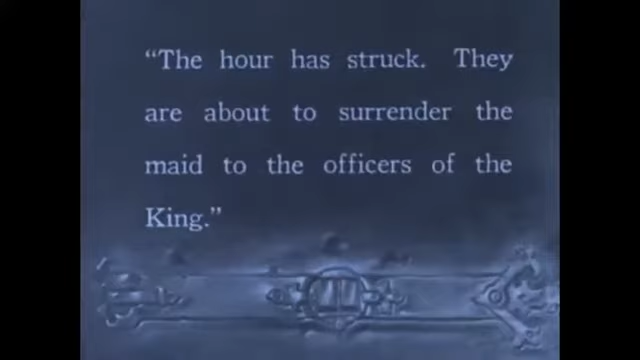 “The hour has struck. They
are about to surrender the
maid to the officers of the
King.”